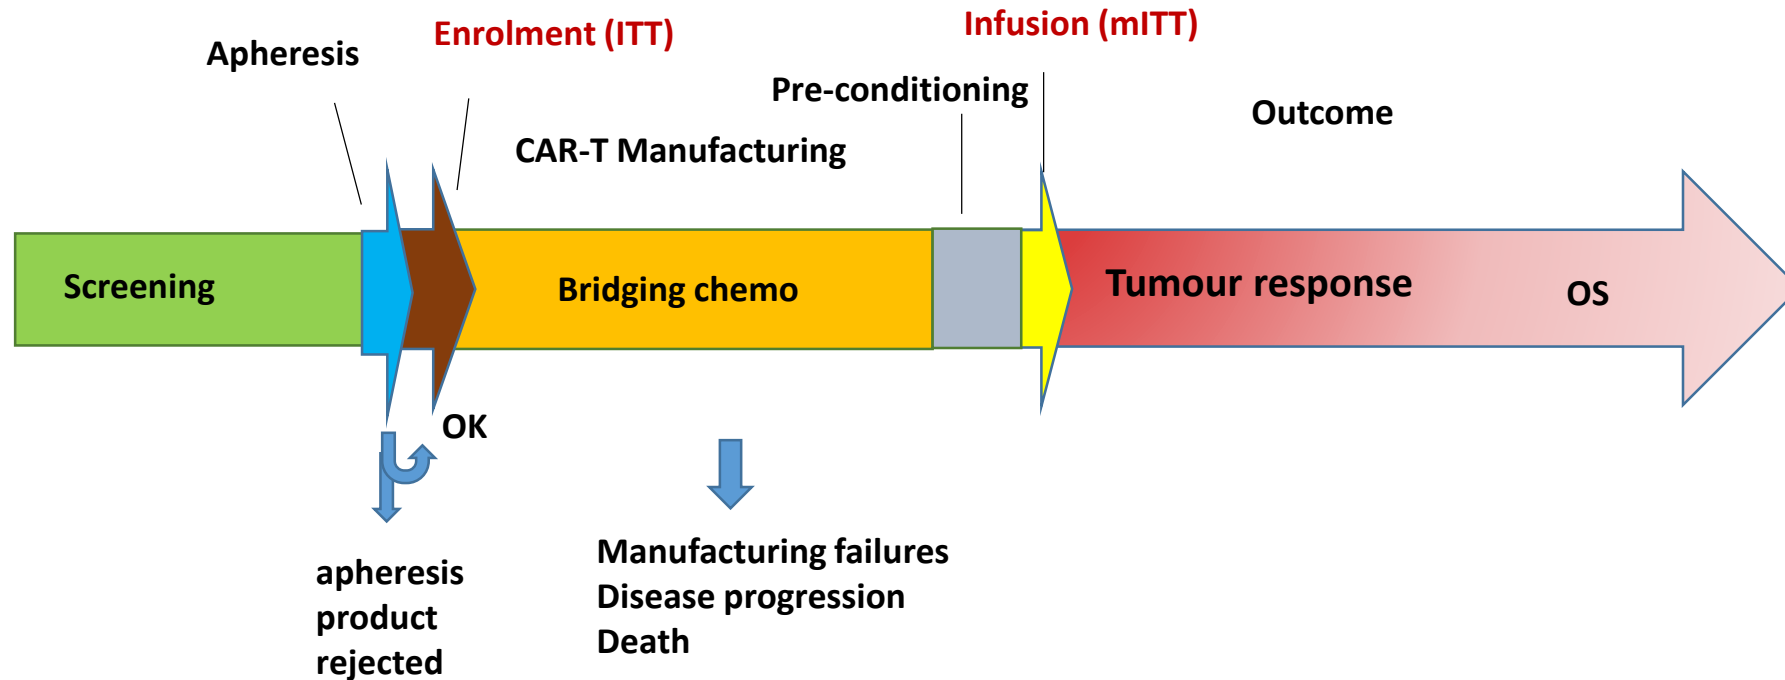 Apheresis
Enrolment (ITT)
Infusion (mITT)
Pre-conditioning
Outcome
CAR-T Manufacturing
Screening
Bridging chemo
Tumour response
OS
OK
apheresis
product
rejected
Manufacturing failures
Disease progression
Death